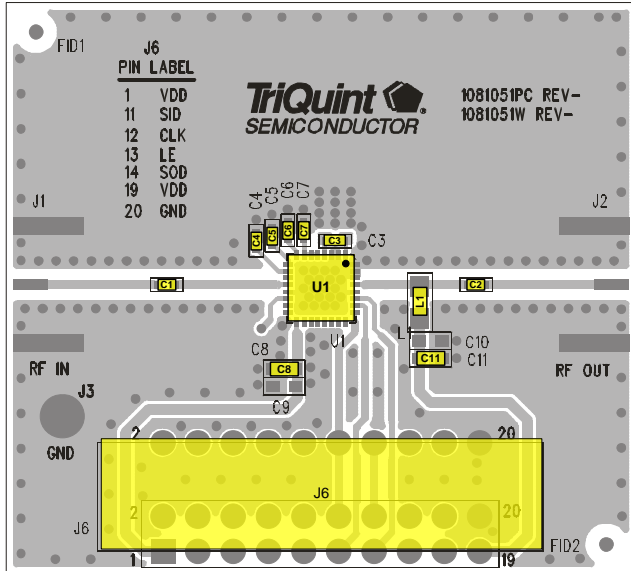 FID1
J6
PIN LABEL
1 VDD
11 SID
12 CLK
13 LE
14 SOD
19 VDD
20 GND
TriQuint
SEMICONDUCTOR
1081051PC REV-
1081051W REV-
J1
J2
C4
C5
C6
C7
C4
C5
C6
C7
C3
C3
C1
U1
L1
C2
U1
L1
C10
C11
C11
C8
C8
C9
RF IN
RF OUT
J3
GND
2
20
J6
2
20
J6
1
19
FID2